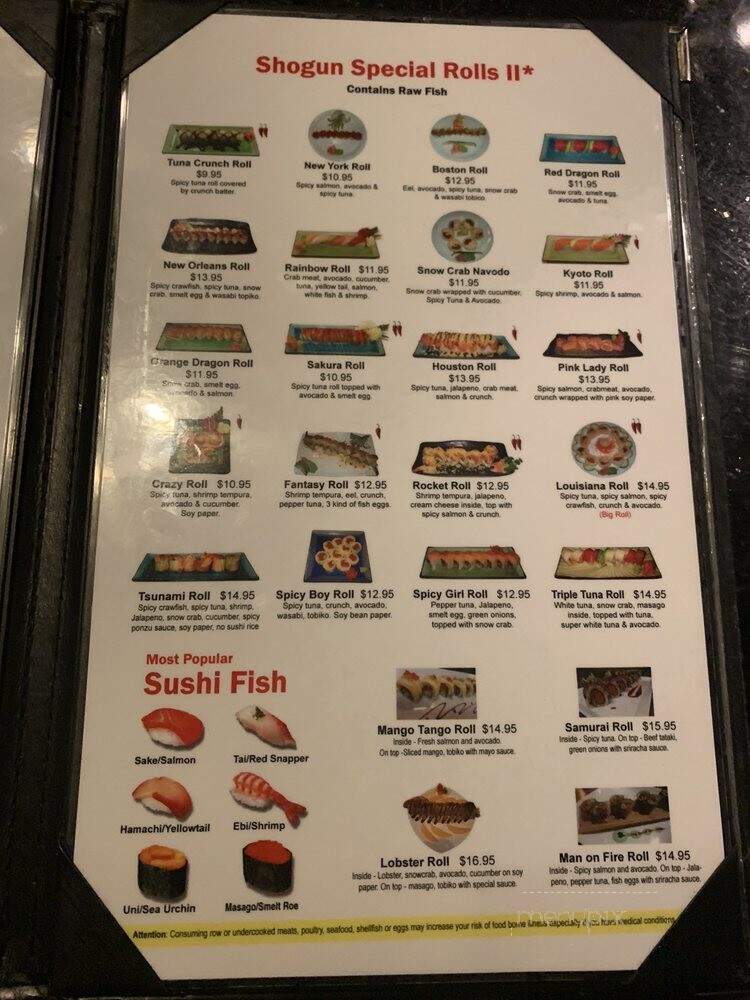 Shogun Special Rolls II*
Contains Raw Fish
Tuna Crunch Roll
$9.95
Spicy tuna roll covered
by crunch batter.
New York Roll
$10.95
Spicy salmon, avocado &
spicy tuna.
Boston Roll
$12.95
Eel, avocado, spicy tuna, snow crab
& wasabi tobico.
Red Dragon Roll
$11.95
Snow crab, smelt egg,
avocado & tuna.
New Orleans Roll
$13.95
Spicy crawfish, spicy tuna, snow
crab, smelt egg & wasabi topiko.
Rainbow Roll $11.95
Crab meat, avocado, cucumber,
tuna, yellow tail, salmon,
white fish & shrimp.
Snow Crab Navodo
$11.95
Snow crab wrapped with cucumber.
Spicy Tuna & Avocado.
Kyoto Roll
$11.95
Spicy shrimp, avocado & salmon.
Orange Dragon Roll
$11.95
Snow crab, smelt egg,
avocado & salmon.
Sakura Roll
$10.95
Spicy tuna roll topped with
avocado & smelt egg.
Houston Roll
$13.95
Spicy tuna, jalapeno, crab meat,
salmon & crunch.
Pink Lady Roll
$13.95
Spicy salmon, crabmeat, avocado,
crunch wrapped with pink soy paper.
Crazy Roll $10.95
Spicy tuna, shrimp tempura,
avocado & cucumber.
Soy paper.
Fantasy Roll $12.95
Shrimp tempura, eel, crunch,
pepper tuna, 3 kind of fish eggs.
Rocket Roll $12.95
Shrimp tempura, jalapeno,
cream cheese inside, top with
spicy salmon & crunch.
Louisiana Roll $14.95
Spicy tuna, spicy salmon, spicy
crawfish, crunch & avocado.
(Big Roll)
Tsunami Roll $14.95
Spicy crawfish, spicy tuna, shrimp,
Jalapeno, snow crab, cucumber, spicy
ponzu sauce, soy paper, no sushi rice
Spicy Boy Roll $12.95
Spicy tuna, crunch, avocado,
wasabi, tobiko. Soy bean paper.
Spicy Girl Roll $12.95
Pepper tuna, Jalapeno,
smelt egg, green onions,
topped with snow crab.
Triple Tuna Roll $14.95
White tuna, snow crab, masago
inside, topped with tuna,
super white tuna & avocado.
Most Popular
Sushi Fish
Sake/Salmon
Tai/Red Snapper
Hamachi/Yellowtail
Ebi/Shrimp
Uni/Sea Urchin
Masago/Smelt Roe
Mango Tango Roll $14.95
Inside - Fresh salmon and avocado.
On top -Sliced mango, tobiko with mayo sauce.
Samurai Roll $15.95
Inside - Spicy tuna. On top - Beef tataki,
green onions with sriracha sauce.
Lobster Roll $16.95
Inside - Lobster, snowcrab, avocado, cucumber on soy
paper. On top - masago, tobiko with special sauce.
Man on Fire Roll $14.95
Inside - Spicy salmon and avocado. On top - Jala-
peno, pepper tuna, fish eggs with sriracha sauce.
menupix
Attention: Consuming row or undercooked meats, poultry, seafood, shellfish or eggs may increase your risk of food borne illness especially if you have medical conditions